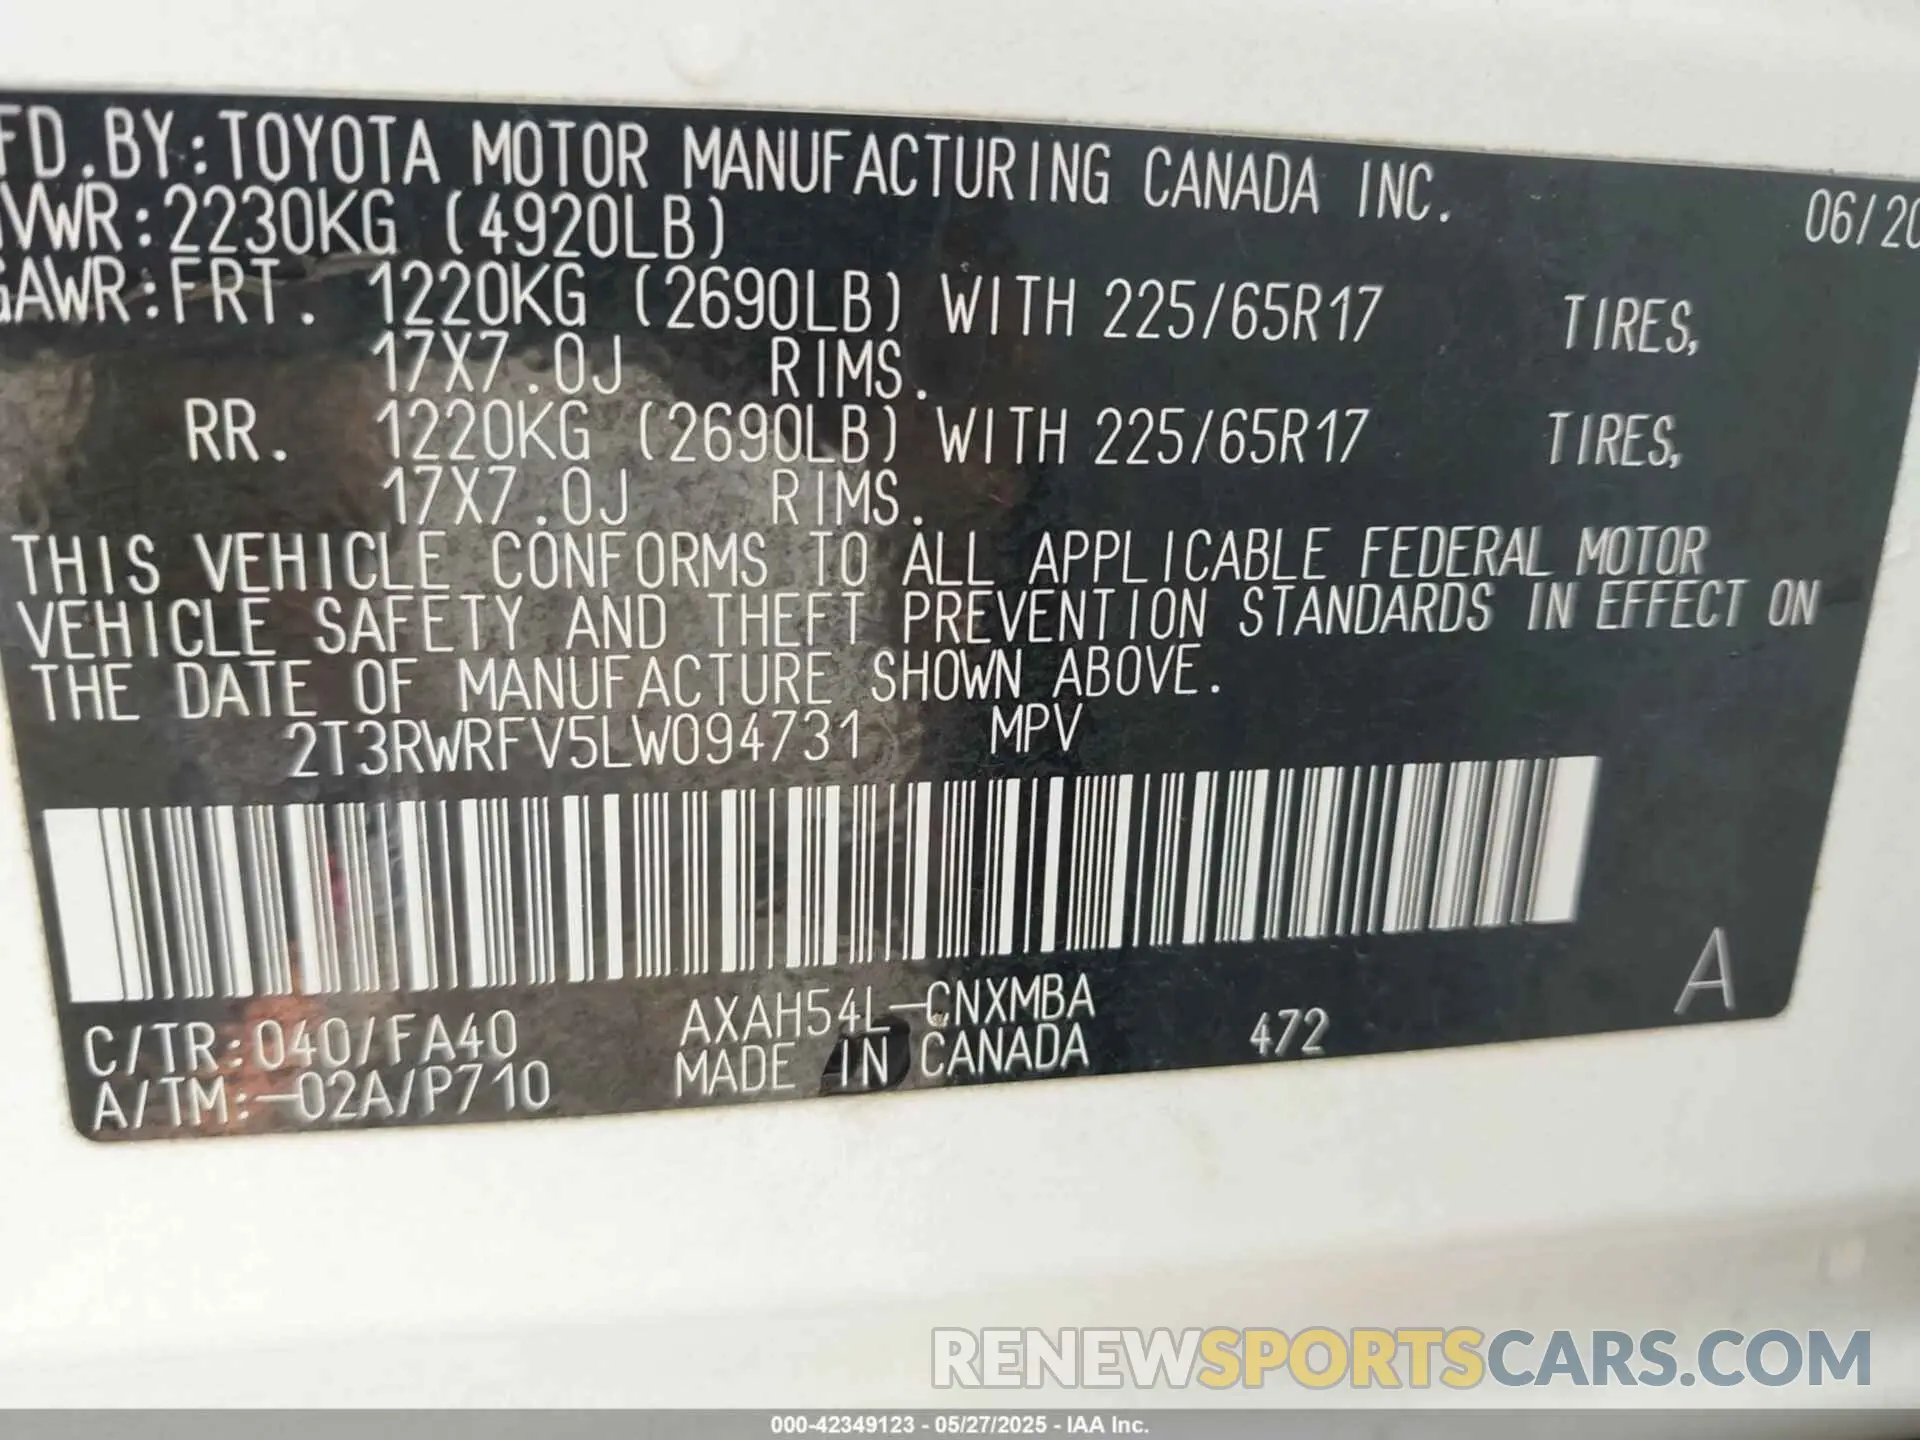 FD.BY:TOYOTA MOTOR MANUFACTURING CANADA INC. 06/20
VWR:2230KG (4920LB)
GAWR:FRT. 1220KG (2690LB) WITH 225/65R17 TIRES,
17X7.0J RIMS.
RR. 1220KG (2690LB) WITH 225/65R17 TIRES,
17X7.0J RIMS.
THIS VEHICLE CONFORMS TO ALL APPLICABLE FEDERAL MOTOR
VEHICLE SAFETY AND THEFT PREVENTION STANDARDS IN EFFECT ON
THE DATE OF MANUFACTURE SHOWN ABOVE.
2T3RWRFV5LW094731 MPV
C/TR:040/FA40 AXAH54L-CNXMBA 472 A
A/TM:-02A/P710 MADE IN CANADA
RENEWSPORTSCARS.COM
000-42349123 - 05/27/2025 - IAA Inc.